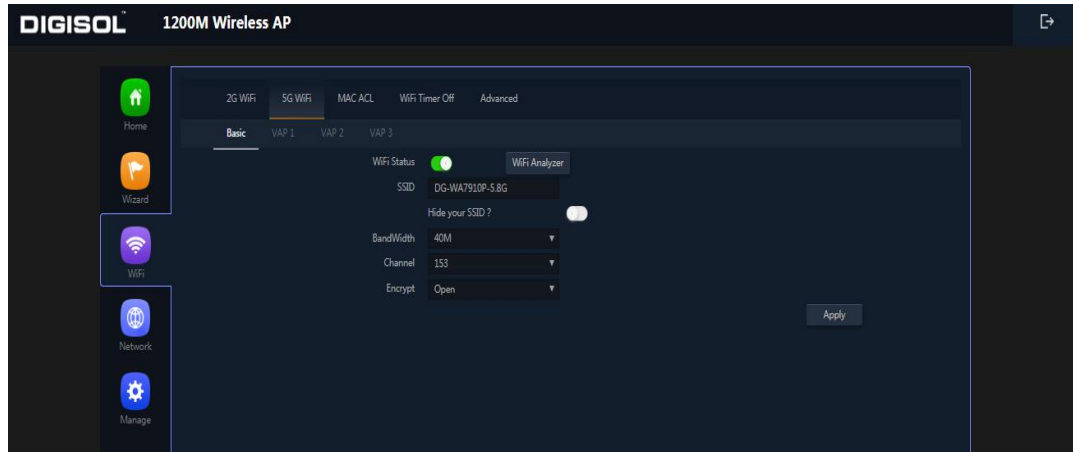 DIGISOL 1200M Wireless AP
Home
Wizard
WiFi
Network
Manage
2G WiFi 5G WiFi MAC ACL WiFi Timer Off Advanced
Basic VAP 1 VAP 2 VAP 3
WiFi Status WiFi Analyzer
SSID DG-WA7910P-5.8G
Hide your SSID ?
BandWidth 40M
Channel 153
Encrypt Open
Apply